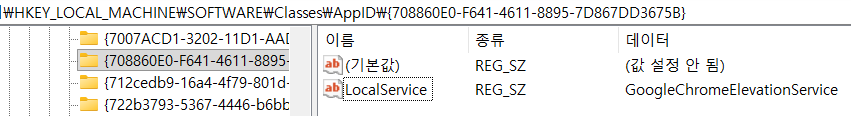 ₩HKEY_LOCAL_MACHINE₩SOFTWARE₩Classes₩AppID₩{708860E0-F641-4611-8895-7D867DD3675B}
이름 종류 데이터
{7007ACD1-3202-11D1-AAD
(기본값) REG_SZ (값 설정 안 됨)
{708860E0-F641-4611-8895-
LocalService REG_SZ GoogleChromeElevationService
{712cedb9-16a4-4f79-801d-
{722b3793-5367-4446-b6bb